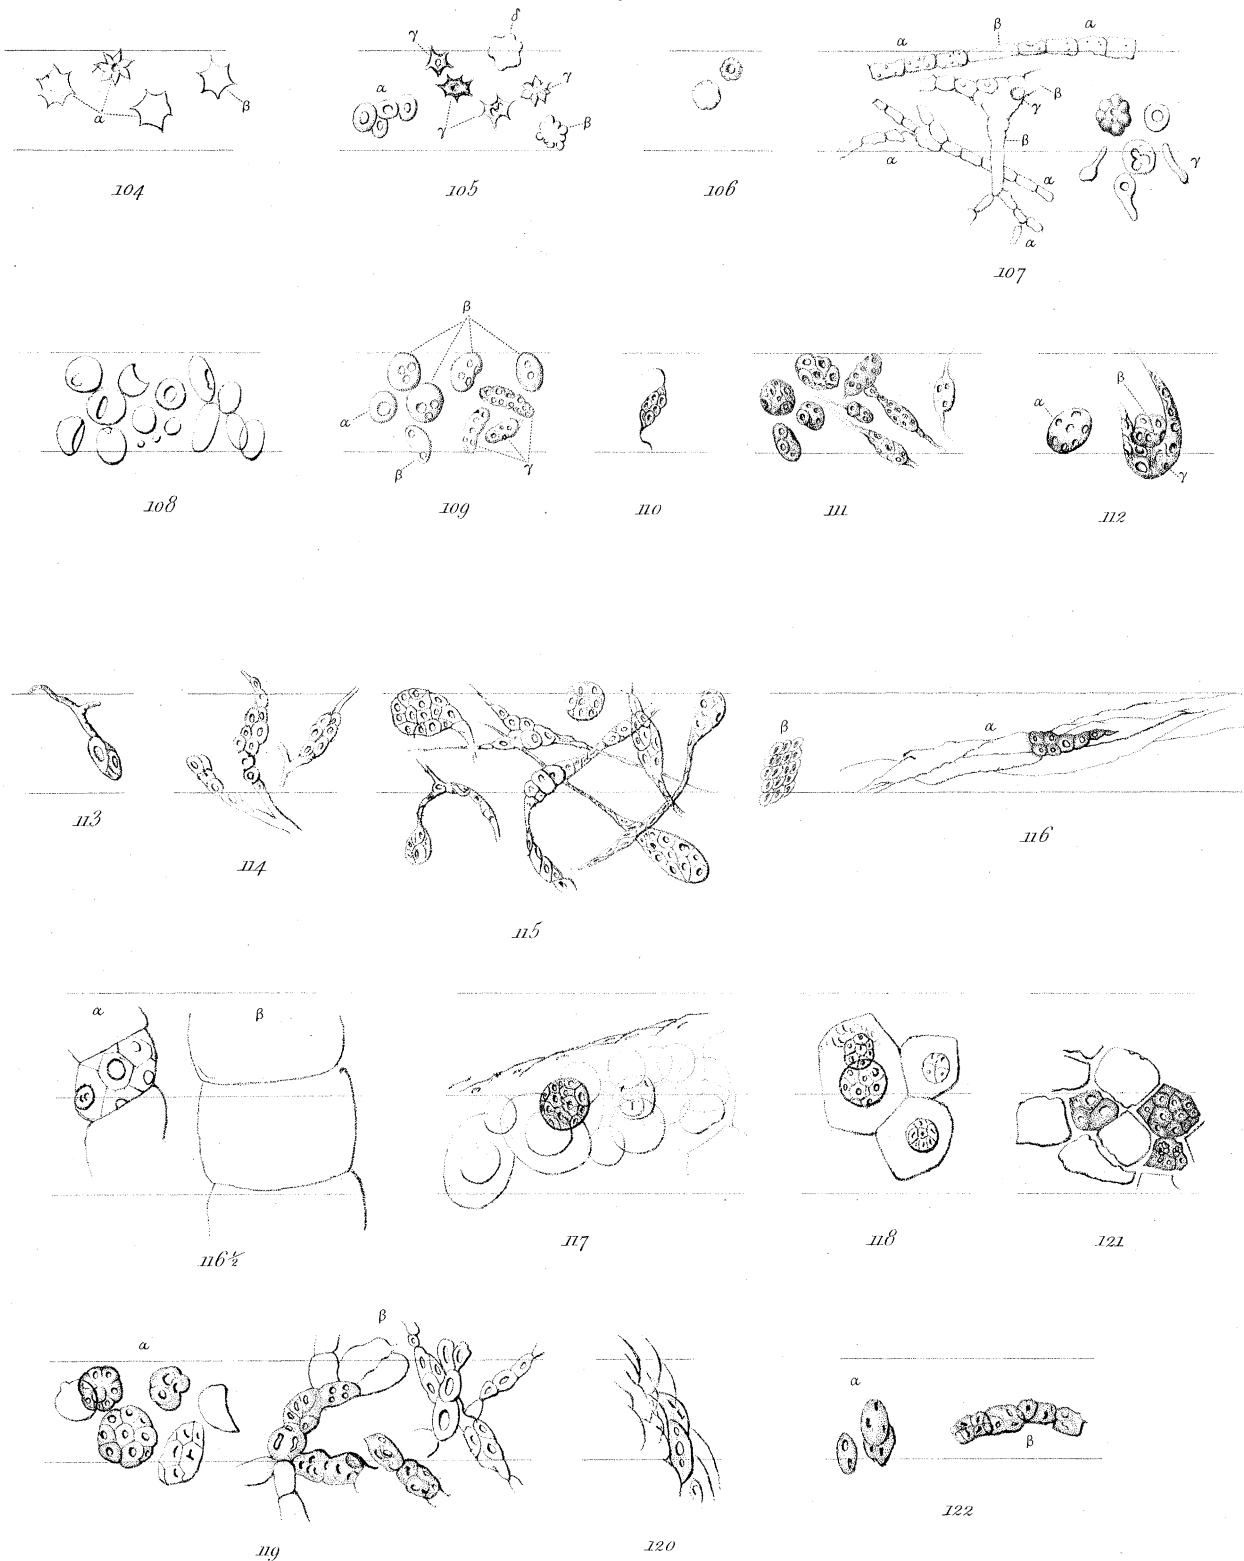 δ
γ
γ
α
α
β
γ
β
104
105
106
β
α
α
β
γ
β
α
α
γ
α
107
β
α
β
γ
108
109
110
111
β
α
γ
112
113
114
115
β
α
116
α
β
116½
117
118
121
α
β
119
120
α
β
122